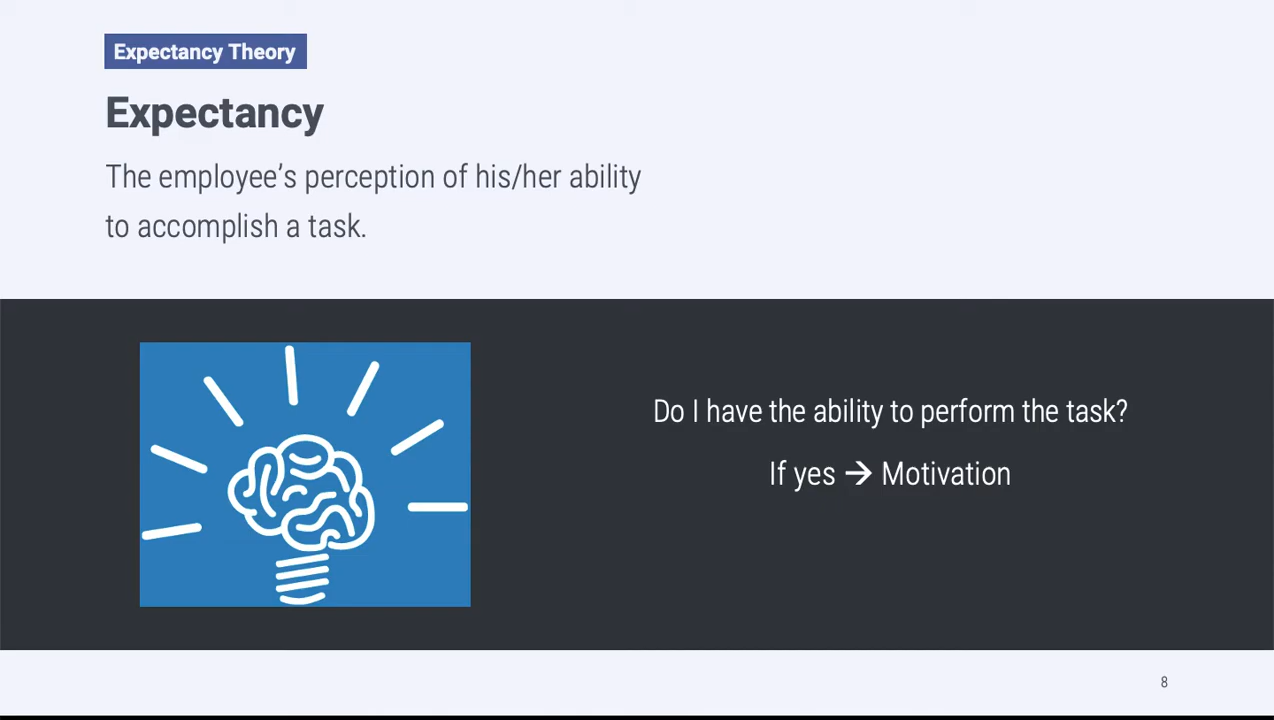 Expectancy Theory
Expectancy
The employee’s perception of his/her ability
to accomplish a task.
Do I have the ability to perform the task?
If yes → Motivation
8